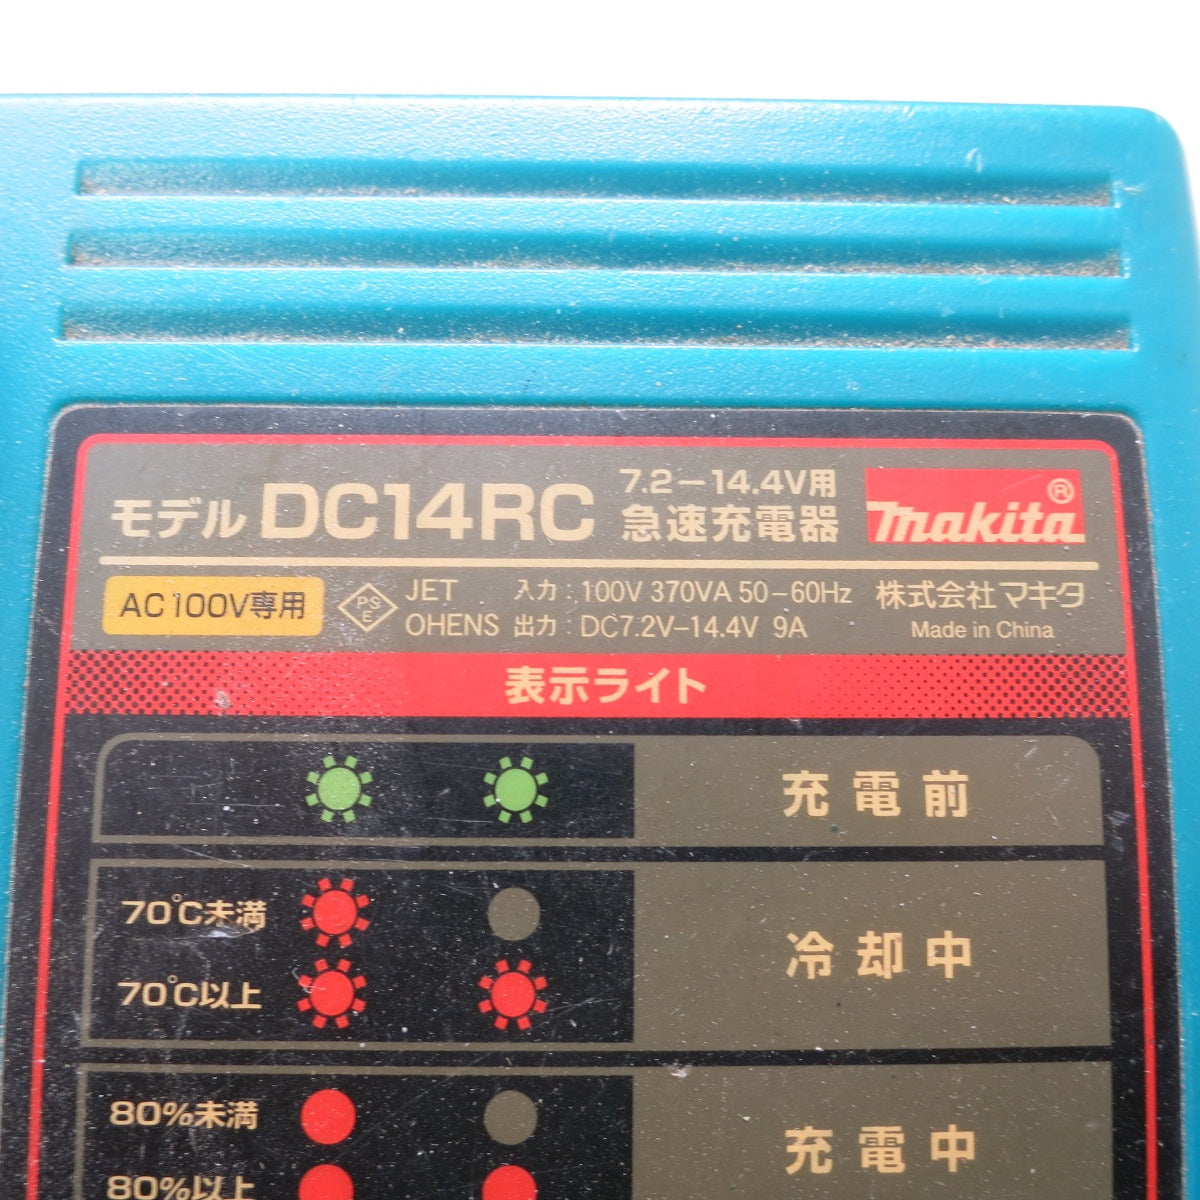 モデル DC14RC 7.2-14.4V用
急速充電器
makita®
AC100V専用
PSE
JET 入力:100V 370VA 50-60Hz 株式会社マキタ
OHENS 出力:DC7.2V-14.4V 9A Made in China
表示ライト
充電前
70℃未満
70℃以上
冷却中
80%未満
80%以上
充電中